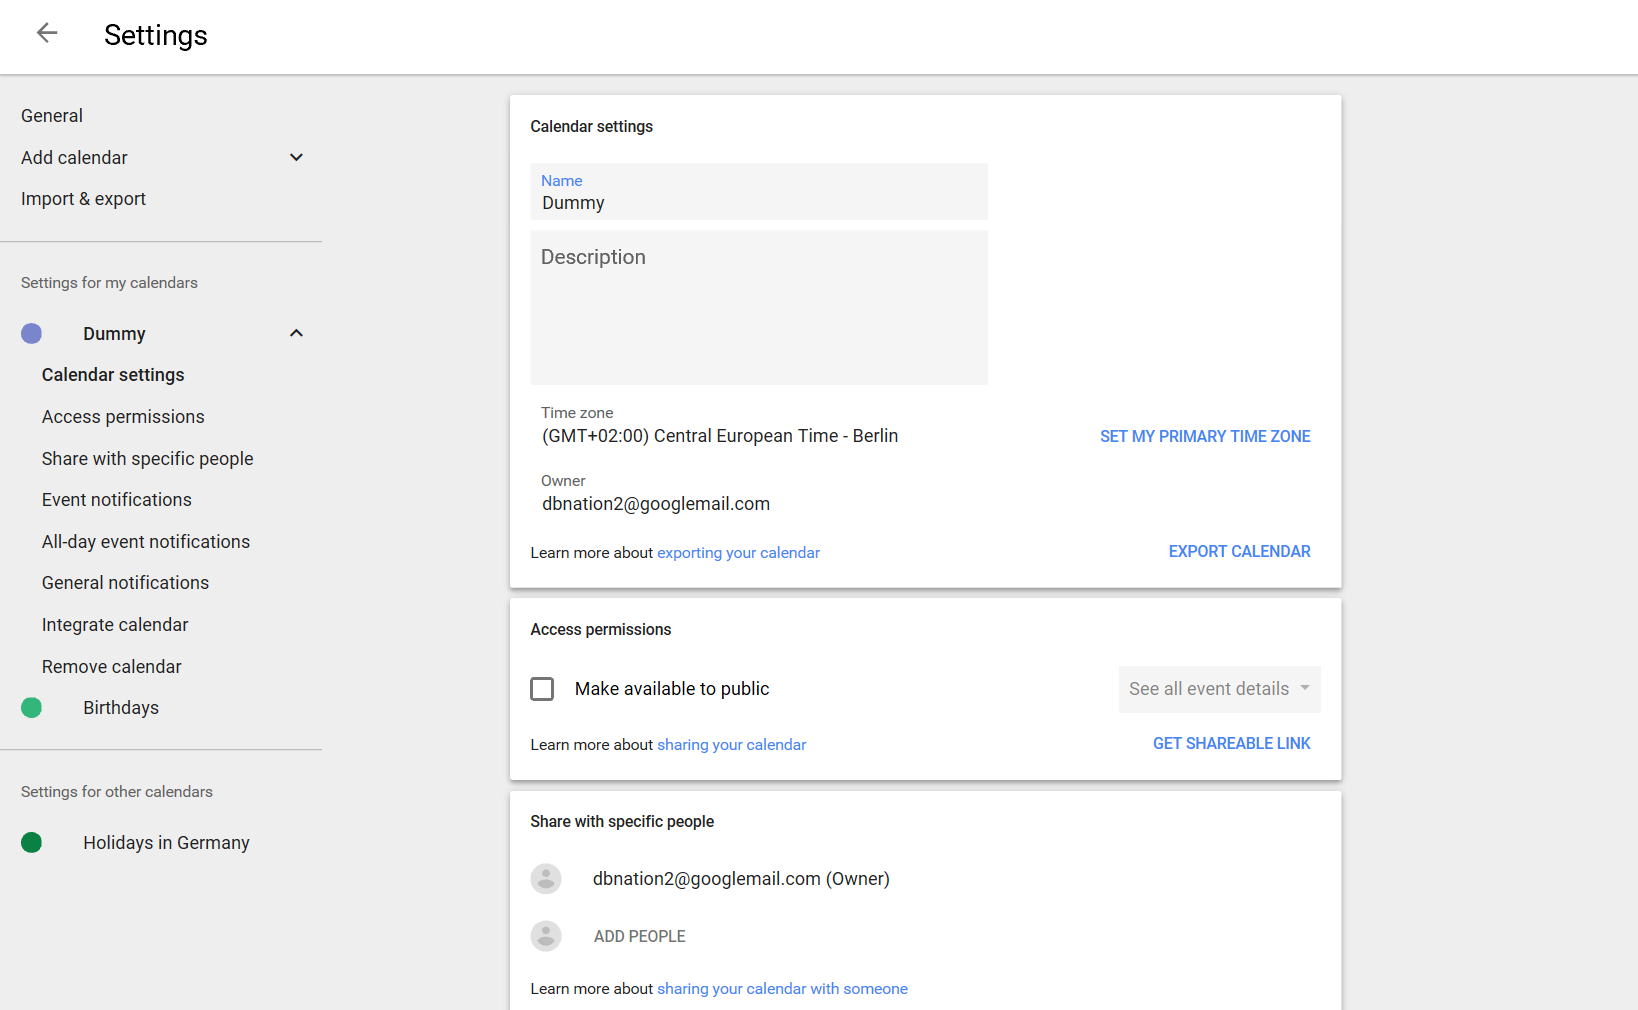 Settings
General
Add calendar
Import & export
Settings for my calendars
Dummy
Calendar settings
Access permissions
Share with specific people
Event notifications
All-day event notifications
General notifications
Integrate calendar
Remove calendar
Birthdays
Settings for other calendars
Holidays in Germany
Calendar settings
Name
Dummy
Description
Time zone
(GMT+02:00) Central European Time - Berlin
SET MY PRIMARY TIME ZONE
Owner
dbnation2@googlemail.com
Learn more about exporting your calendar
EXPORT CALENDAR
Access permissions
Make available to public
See all event details
Learn more about sharing your calendar
GET SHAREABLE LINK
Share with specific people
dbnation2@googlemail.com (Owner)
ADD PEOPLE
Learn more about sharing your calendar with someone